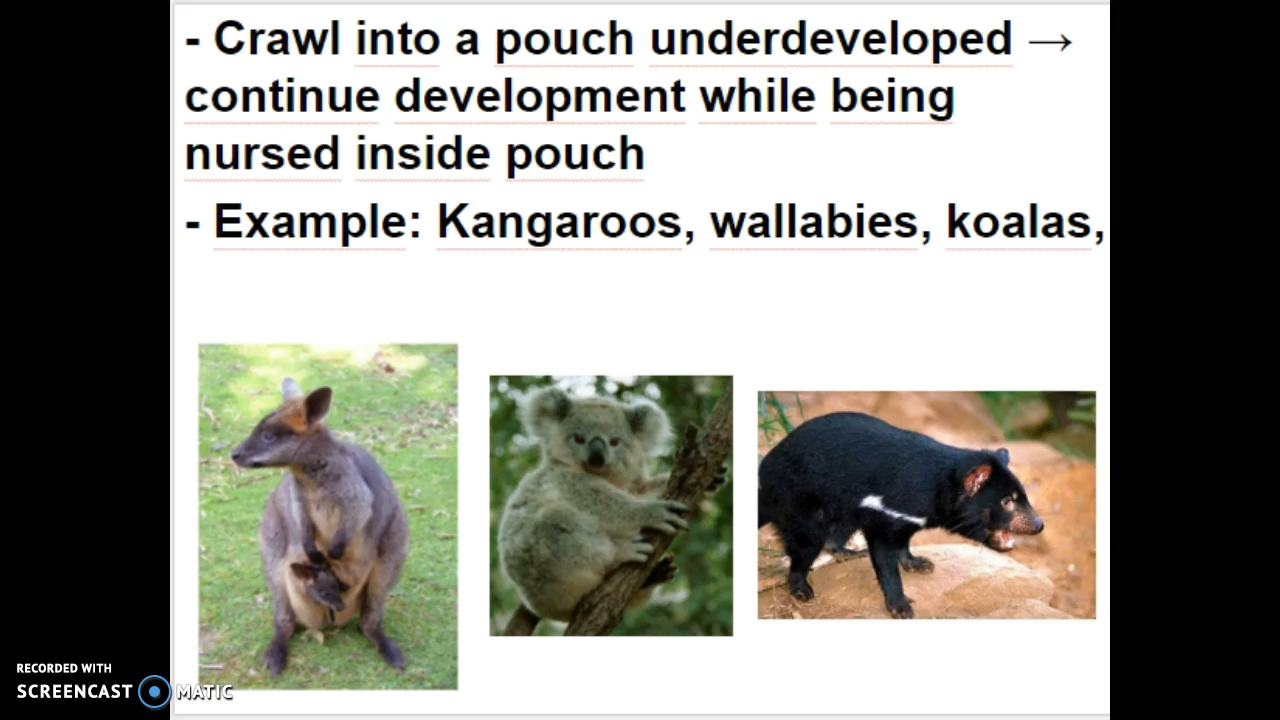 - Crawl into a pouch underdeveloped →
continue development while being
nursed inside pouch
- Example: Kangaroos, wallabies, koalas,
RECORDED WITH
SCREENCAST MATIC